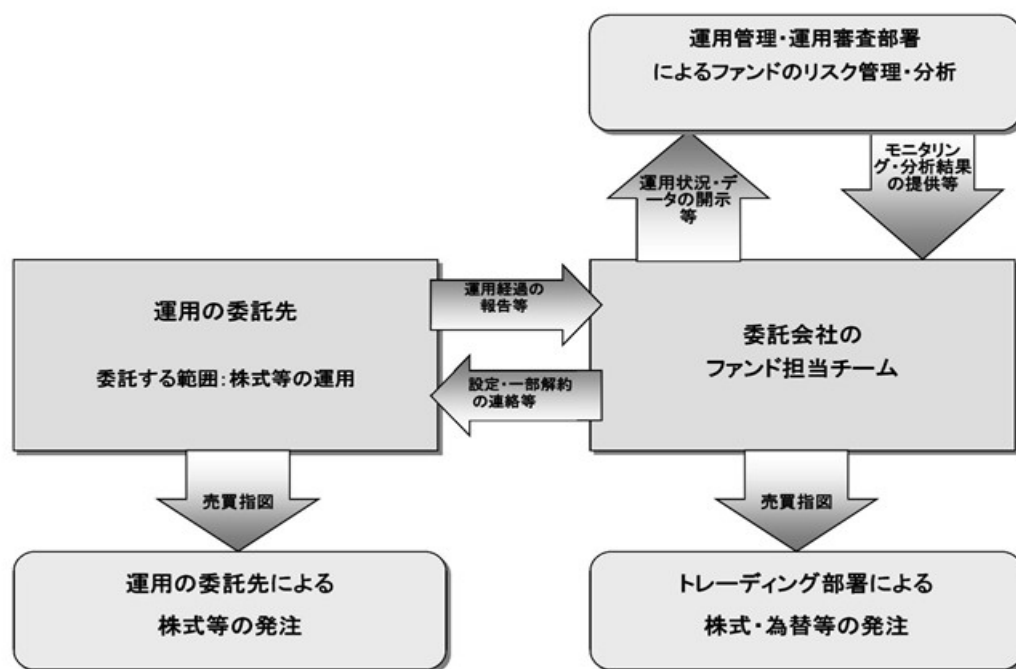 運用管理・運用審査部署
によるファンドのリスク管理・分析
運用状況・デ
ータの開示
等
モニタリン
グ・分析結果
の提供等
運用の委託先
委託する範囲：株式等の運用
運用経過の
報告等
設定・一部解約
の連絡等
委託会社の
ファンド担当チーム
売買指図
売買指図
運用の委託先による
株式等の発注
トレーディング部署による
株式・為替等の発注